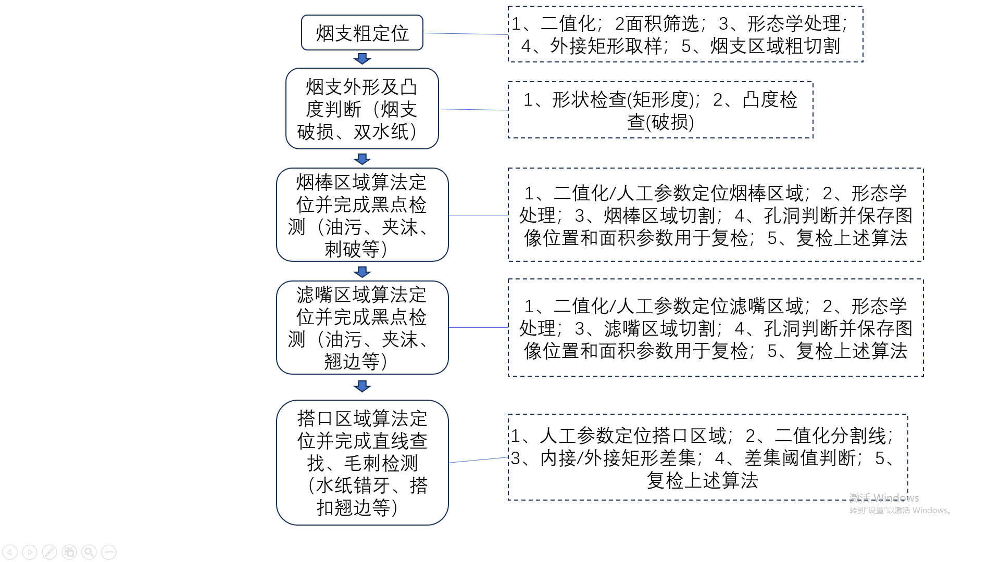 烟支粗定位
1、二值化；2面积筛选；3、形态学处理；
4、外接矩形取样；5、烟支区域粗切割
烟支外形及凸
度判断（烟支
破损、双水纸）
1、形状检查(矩形度)；2、凸度检
查(破损)
烟棒区域算法定
位并完成黑点检
测（油污、夹沫、
刺破等）
1、二值化/人工参数定位烟棒区域；2、形态学
处理；3、烟棒区域切割；4、孔洞判断并保存图
像位置和面积参数用于复检；5、复检上述算法
滤嘴区域算法定
位并完成黑点检
测（油污、夹沫、
翘边等）
1、二值化/人工参数定位滤嘴区域；2、形态学
处理；3、滤嘴区域切割；4、孔洞判断并保存图
像位置和面积参数用于复检；5、复检上述算法
搭口区域算法定
位并完成直线查
找、毛刺检测
（水纸错牙、搭
扣翘边等）
1、人工参数定位搭口区域；2、二值化分割线；
3、内接/外接矩形差集；4、差集阈值判断；5、
复检上述算法
激活 Windows
转到“设置”以激活 Windows。